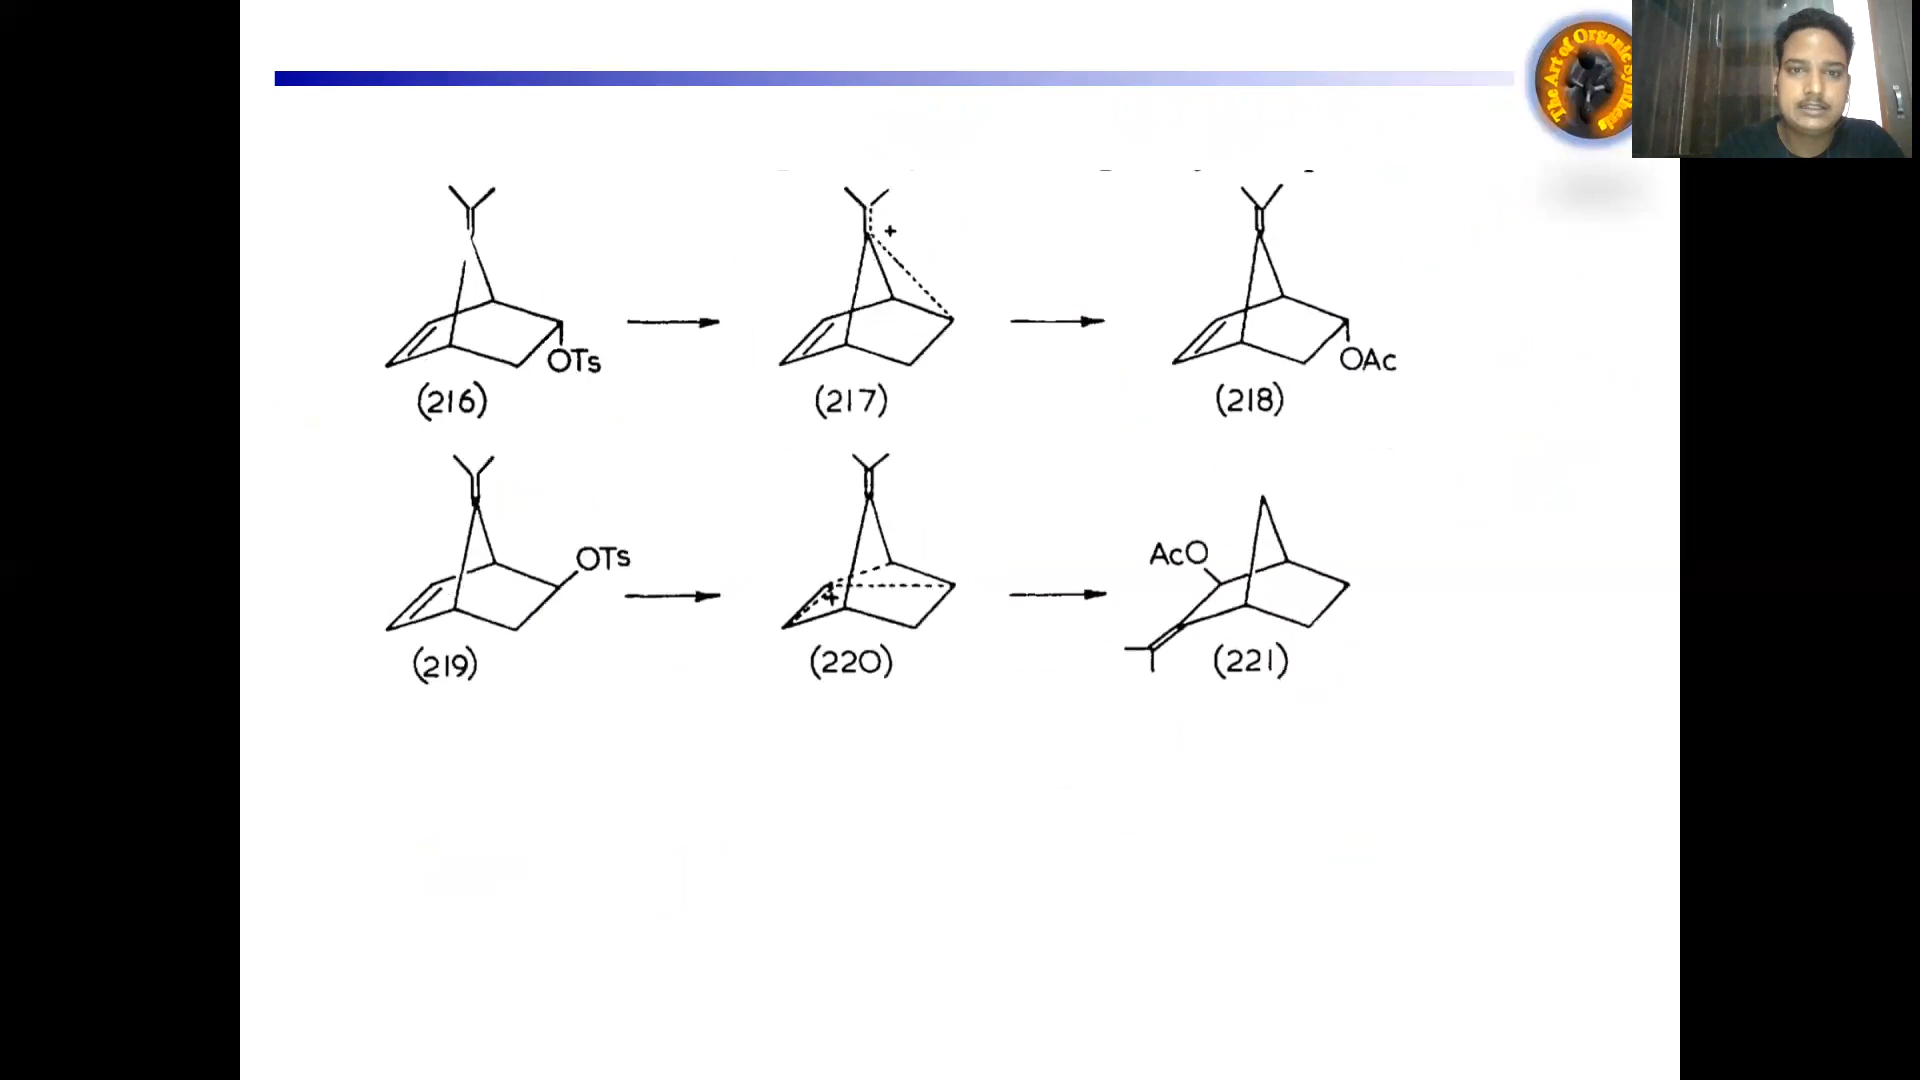 The Art of Organic Synthesis
OTs
+
OAc
(216)
(217)
(218)
OTs
+
AcO
(219)
(220)
(221)